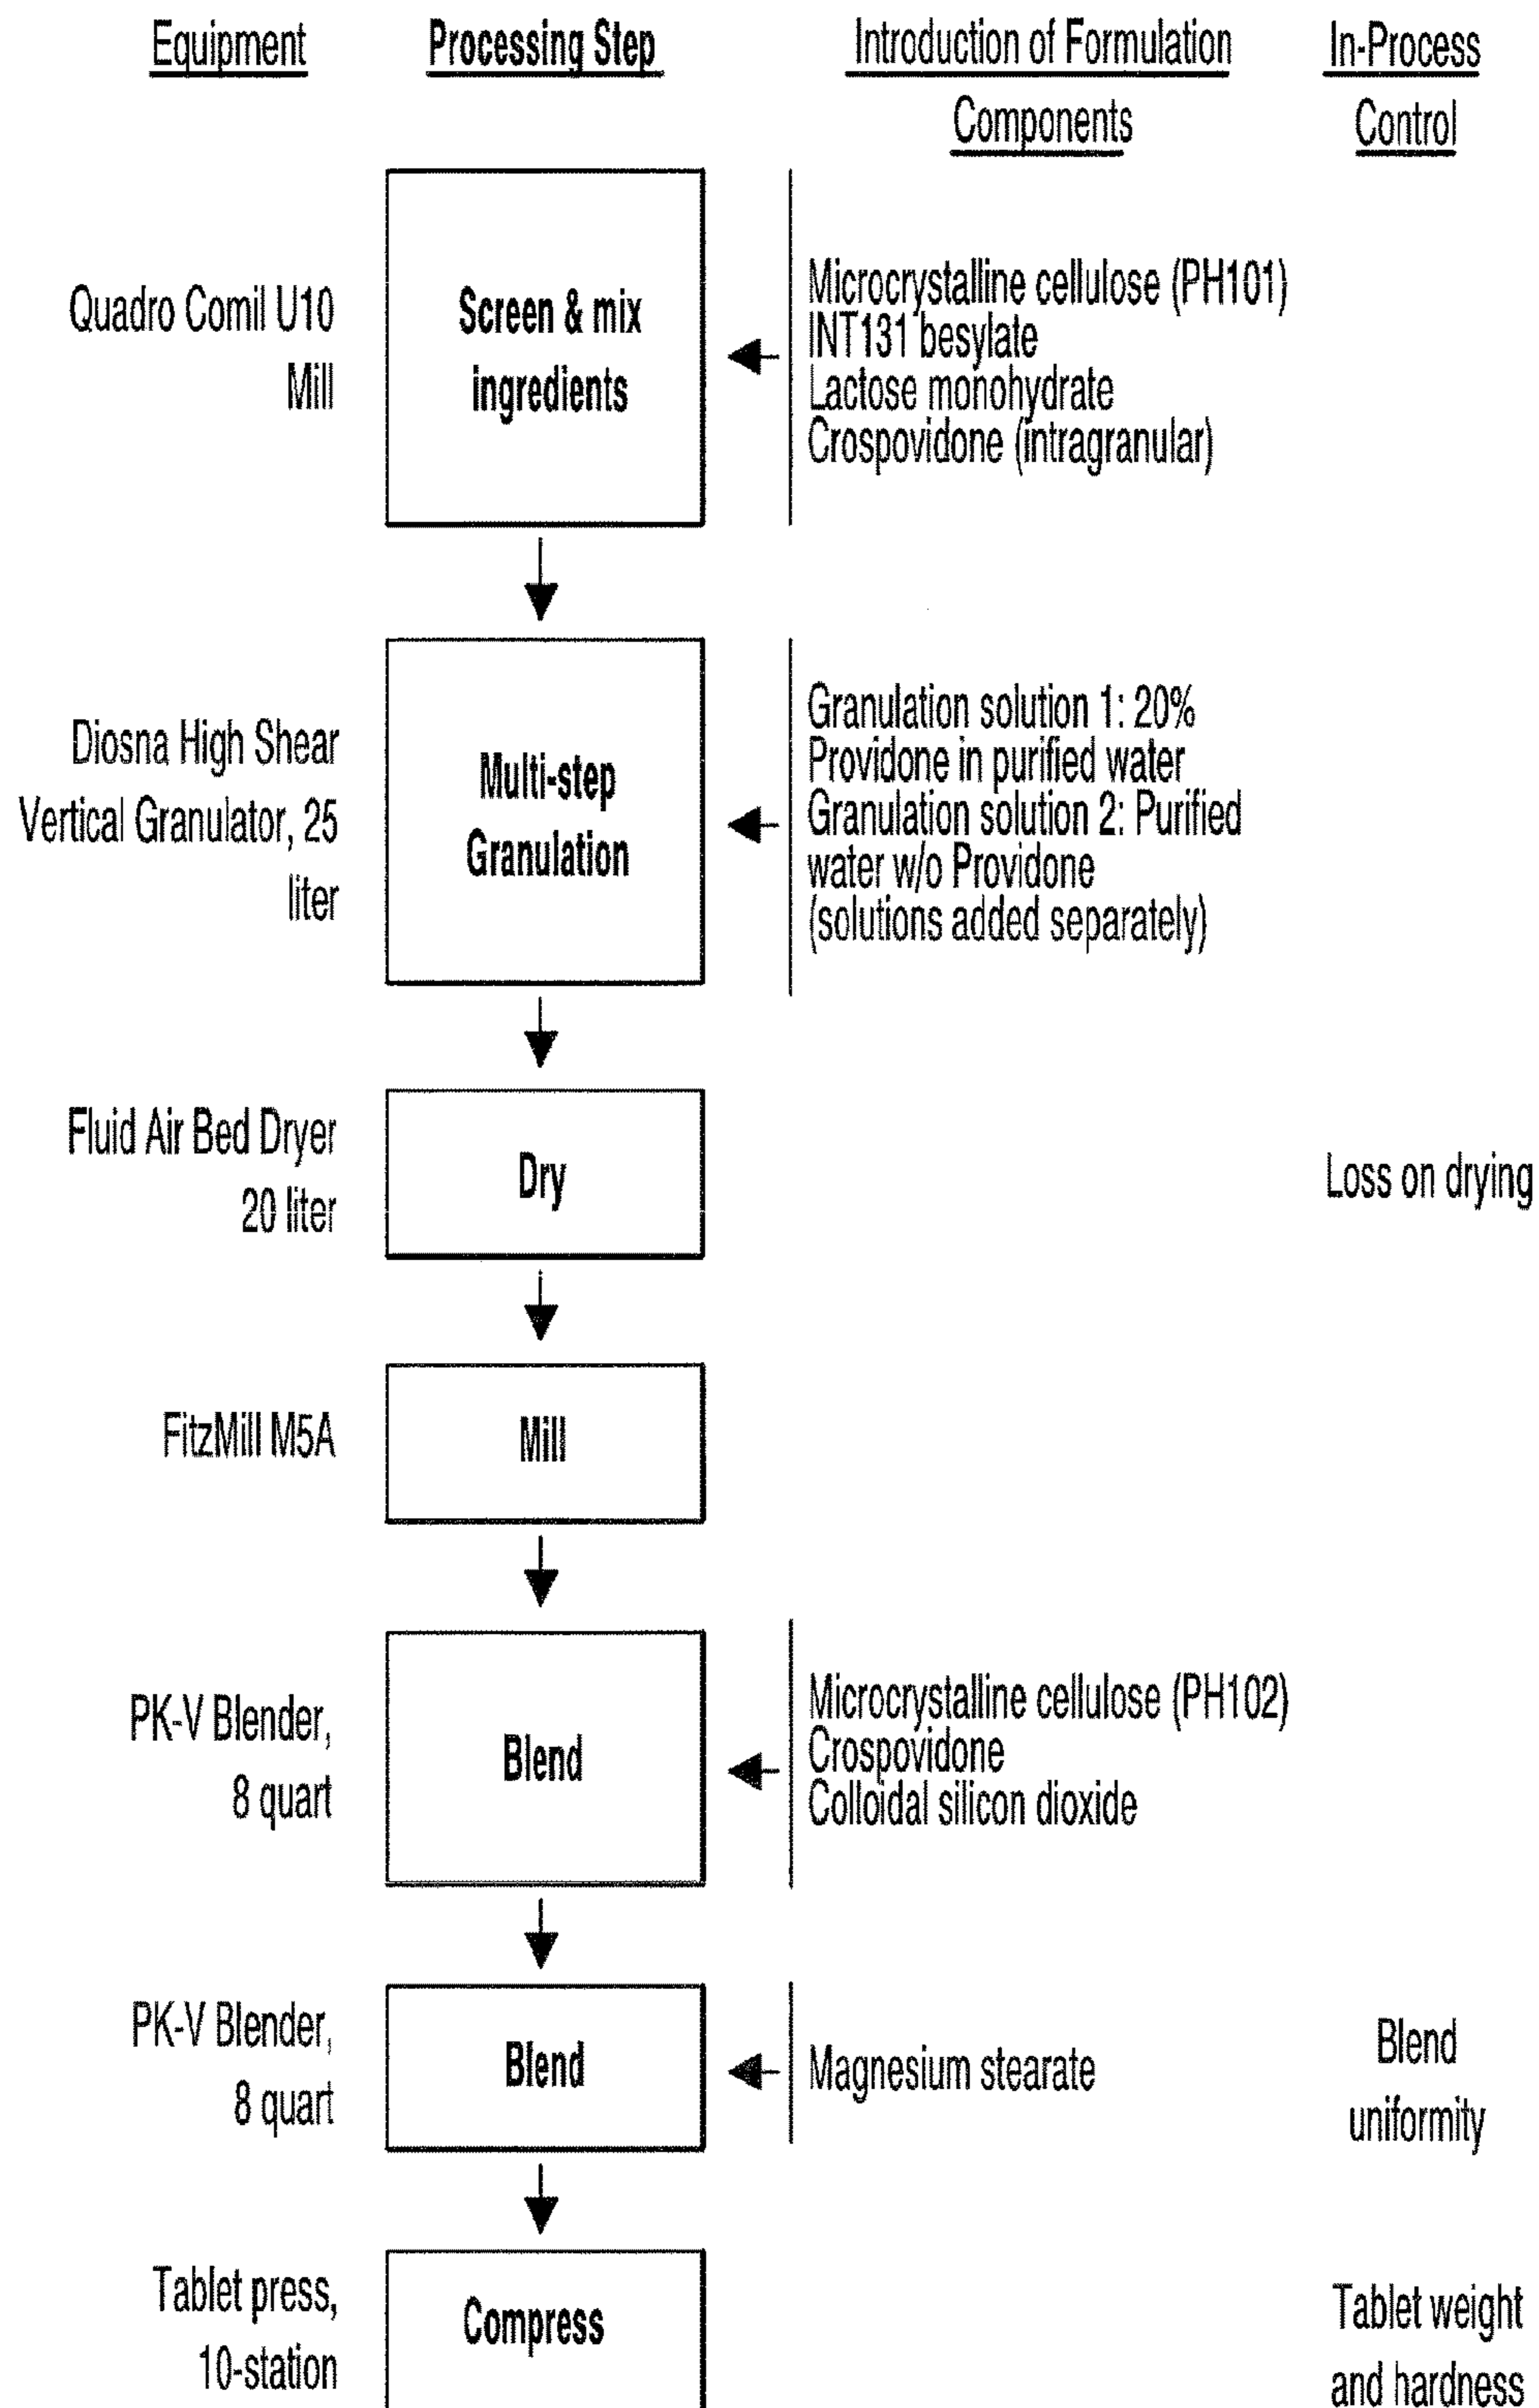 Equipment
Processing Step
Introduction of Formulation
Components
In-Process
Control
Quadro Comil U10
Mill
Screen & mix
ingredients
Microcrystalline cellulose (PH101)
INT131 besylate
Lactose monohydrate
Crospovidone (intragranular)
Diosna High Shear
Vertical Granulator, 25
liter
Multi-step
Granulation
Granulation solution 1: 20%
Providone in purified water
Granulation solution 2: Purified
water w/o Providone
(solutions added separately)
Fluid Air Bed Dryer
20 liter
Dry
Loss on drying
FitzMill M5A
Mill
PK-V Blender,
8 quart
Blend
Microcrystalline cellulose (PH102)
Crospovidone
Colloidal silicon dioxide
PK-V Blender,
8 quart
Blend
Magnesium stearate
Blend
uniformity
Tablet press,
10-station
Compress
Tablet weight
and hardness